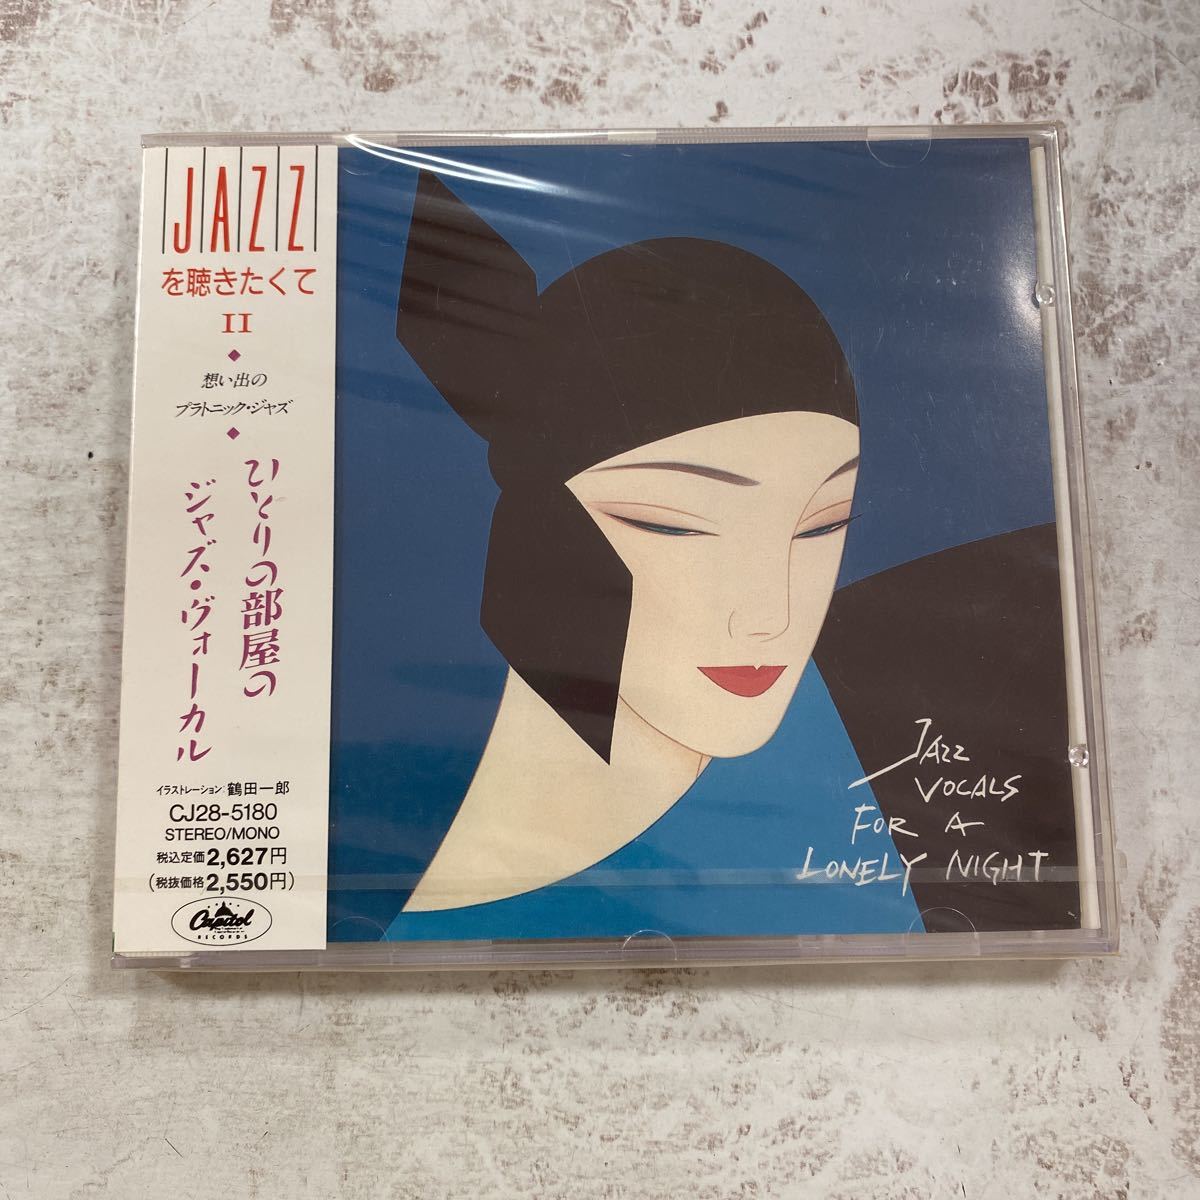 JAZZ
を聴きたくて
II
想い出の
プラトニック・ジャズ
ひとりの部屋の
ジャズ・ヴォーカル
イラストレーション:鶴田一郎
CJ28-5180
STEREO/MONO
税込定価2,627円
(税抜価格2,550円)
Capitol
RECORDS
JAZZ
VOCALS
FOR A
LONELY NIGHT